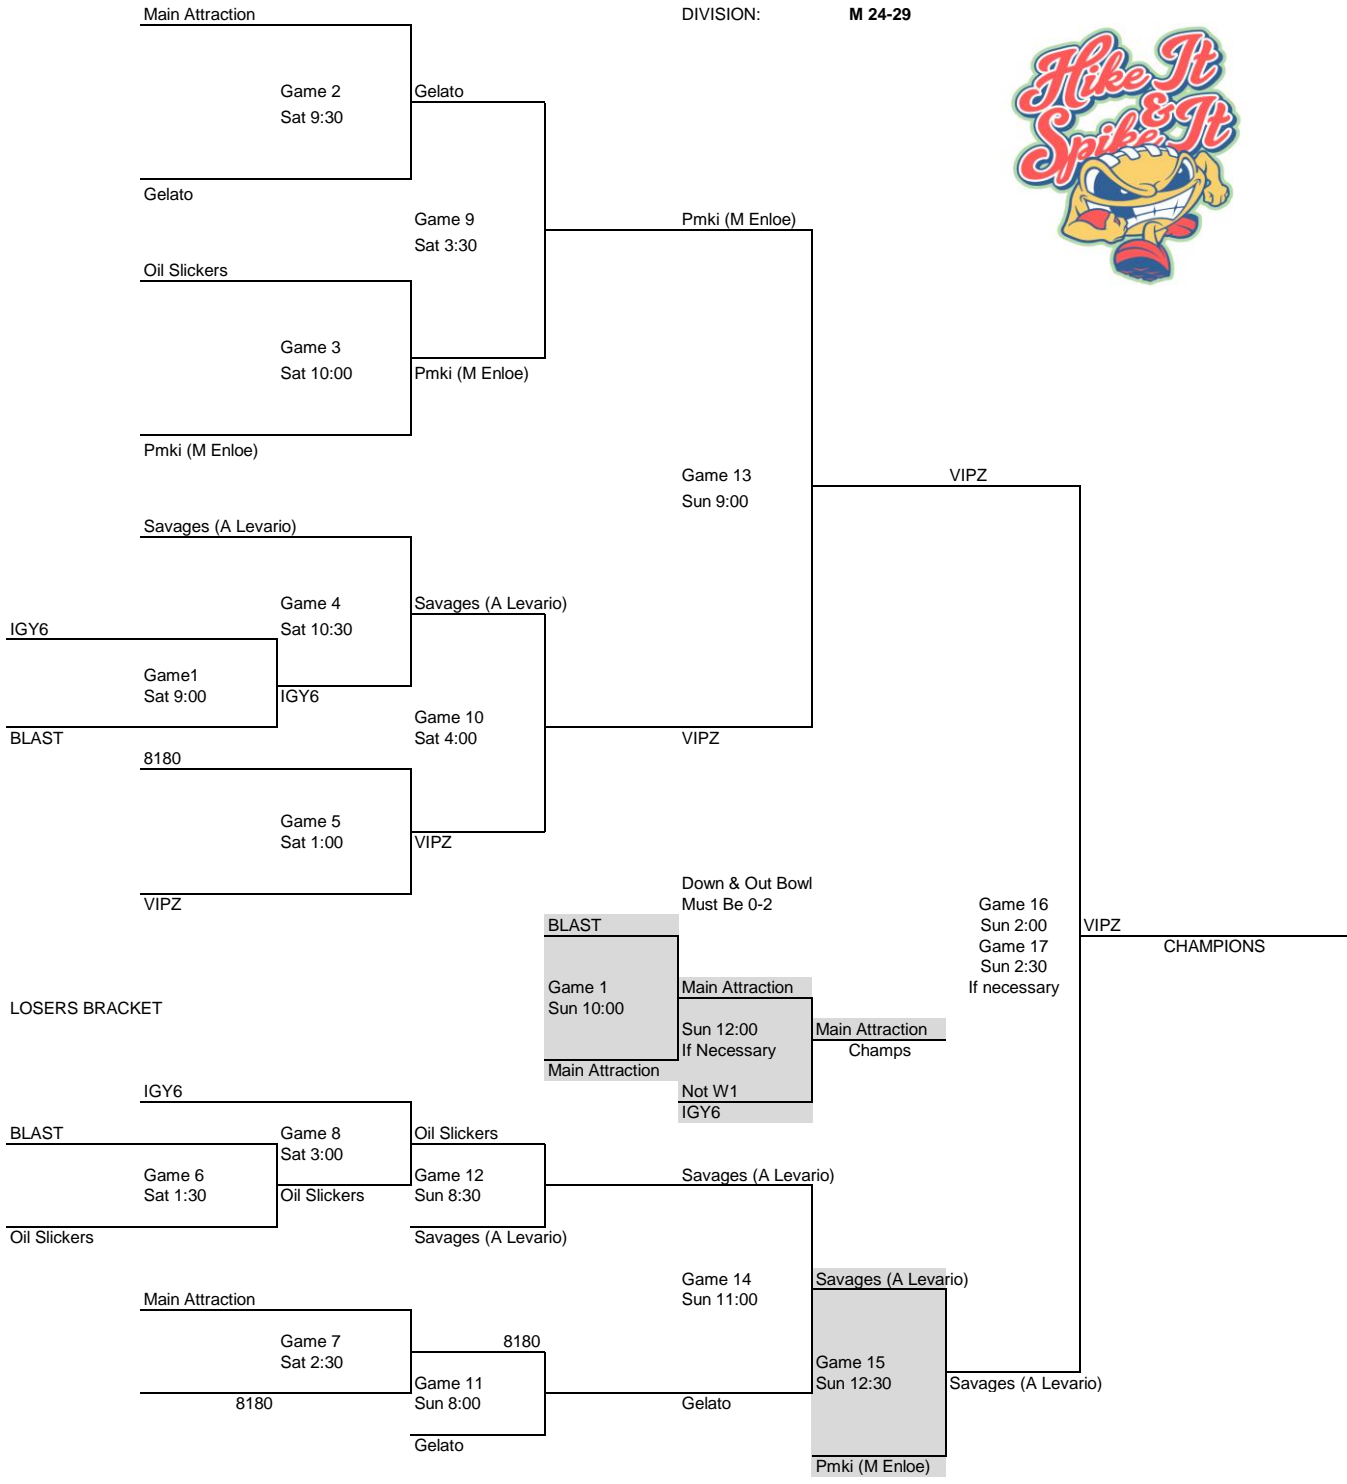 Main Attraction
DIVISION: M 24-29
Hike It
&
Spike It
Game 2
Sat 9:30
Gelato
Gelato
Game 9
Sat 3:30
Pmki (M Enloe)
Oil Slickers
Game 3
Sat 10:00
Pmki (M Enloe)
Pmki (M Enloe)
Game 13
Sun 9:00
VIPZ
Savages (A Levario)
Game 4
Sat 10:30
Savages (A Levario)
IGY6
Game1
Sat 9:00
IGY6
BLAST
Game 10
Sat 4:00
VIPZ
8180
Game 5
Sat 1:00
VIPZ
VIPZ
Down & Out Bowl
Must Be 0-2
Game 16
Sun 2:00
Game 17
Sun 2:30
If necessary
VIPZ
CHAMPIONS
BLAST
Game 1
Sun 10:00
Main Attraction
Main Attraction
Sun 12:00
If Necessary
Main Attraction
Champs
Not W1
IGY6
LOSERS BRACKET
IGY6
BLAST
Game 8
Sat 3:00
Oil Slickers
Game 6
Sat 1:30
Oil Slickers
Game 12
Sun 8:30
Savages (A Levario)
Oil Slickers
Savages (A Levario)
Game 14
Sun 11:00
Savages (A Levario)
Main Attraction
Game 7
Sat 2:30
8180
8180
Game 11
Sun 8:00
Gelato
Gelato
Game 15
Sun 12:30
Savages (A Levario)
Pmki (M Enloe)